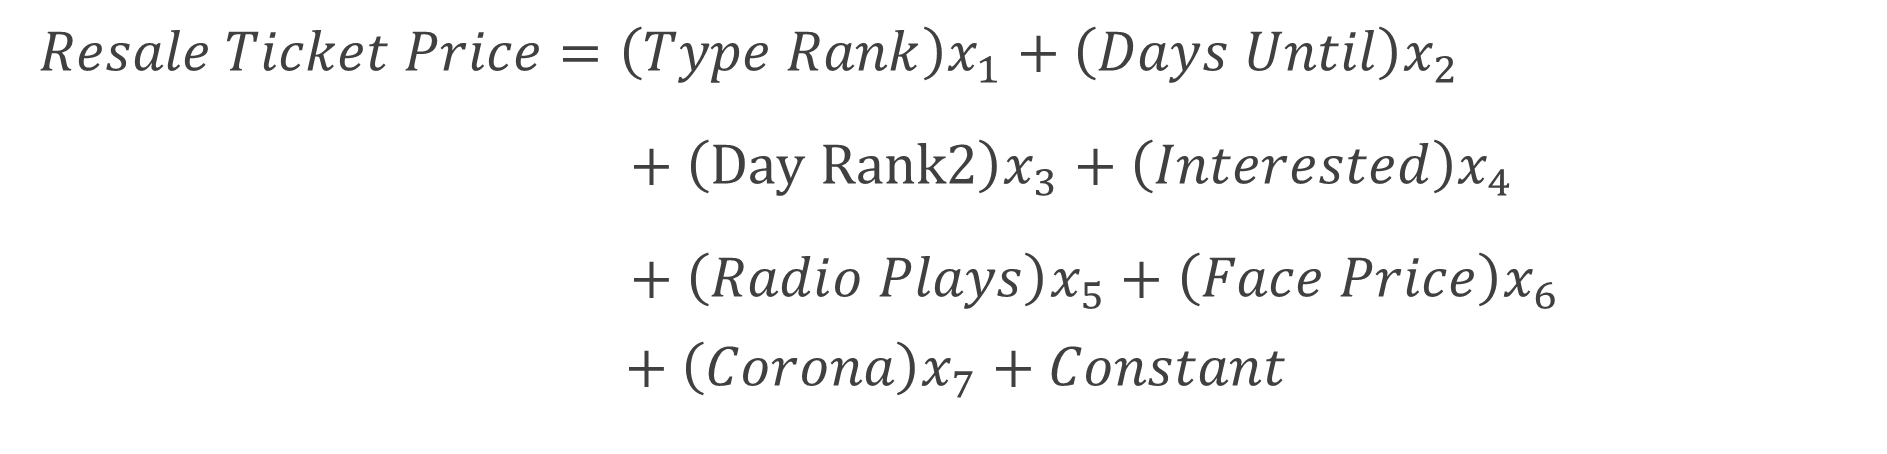 Resale Ticket Price = (Type Rank)x₁ + (Days Until)x₂
+ (Day Rank2)x₃ + (Interested)x₄
+ (Radio Plays)x₅ + (Face Price)x₆
+ (Corona)x₇ + Constant